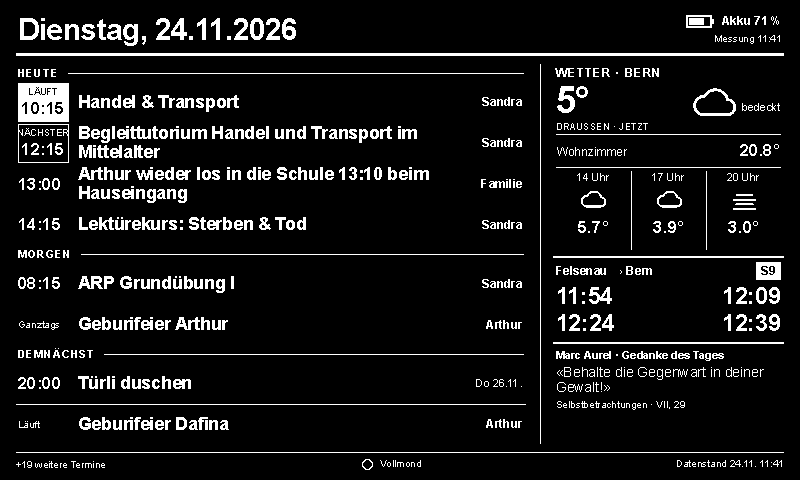 Dienstag, 24.11.2026
Akku 71 %
Messung 11:41
HEUTE
LÄUFT
10:15 Handel & Transport Sandra
NÄCHSTER
12:15 Begleittutorium Handel und Transport im Mittelalter Sandra
13:00 Arthur wieder los in die Schule 13:10 beim Hauseingang Familie
14:15 Lektürekurs: Sterben & Tod Sandra
MORGEN
08:15 ARP Grundübung I Sandra
Ganztags Geburifeier Arthur Arthur
DEMNÄCHST
20:00 Türli duschen Do 26.11.
Läuft Geburifeier Dafina Arthur
WETTER · BERN
5° bedeckt
DRAUSSEN · JETZT
Wohnzimmer 20.8°
14 Uhr 17 Uhr 20 Uhr
5.7° 3.9° 3.0°
Felsenau › Bern S9
11:54 12:09
12:24 12:39
Marc Aurel · Gedanke des Tages
«Behalte die Gegenwart in deiner
Gewalt!»
Selbstbetrachtungen · VII, 29
+19 weitere Termine Vollmond Datenstand 24.11. 11:41